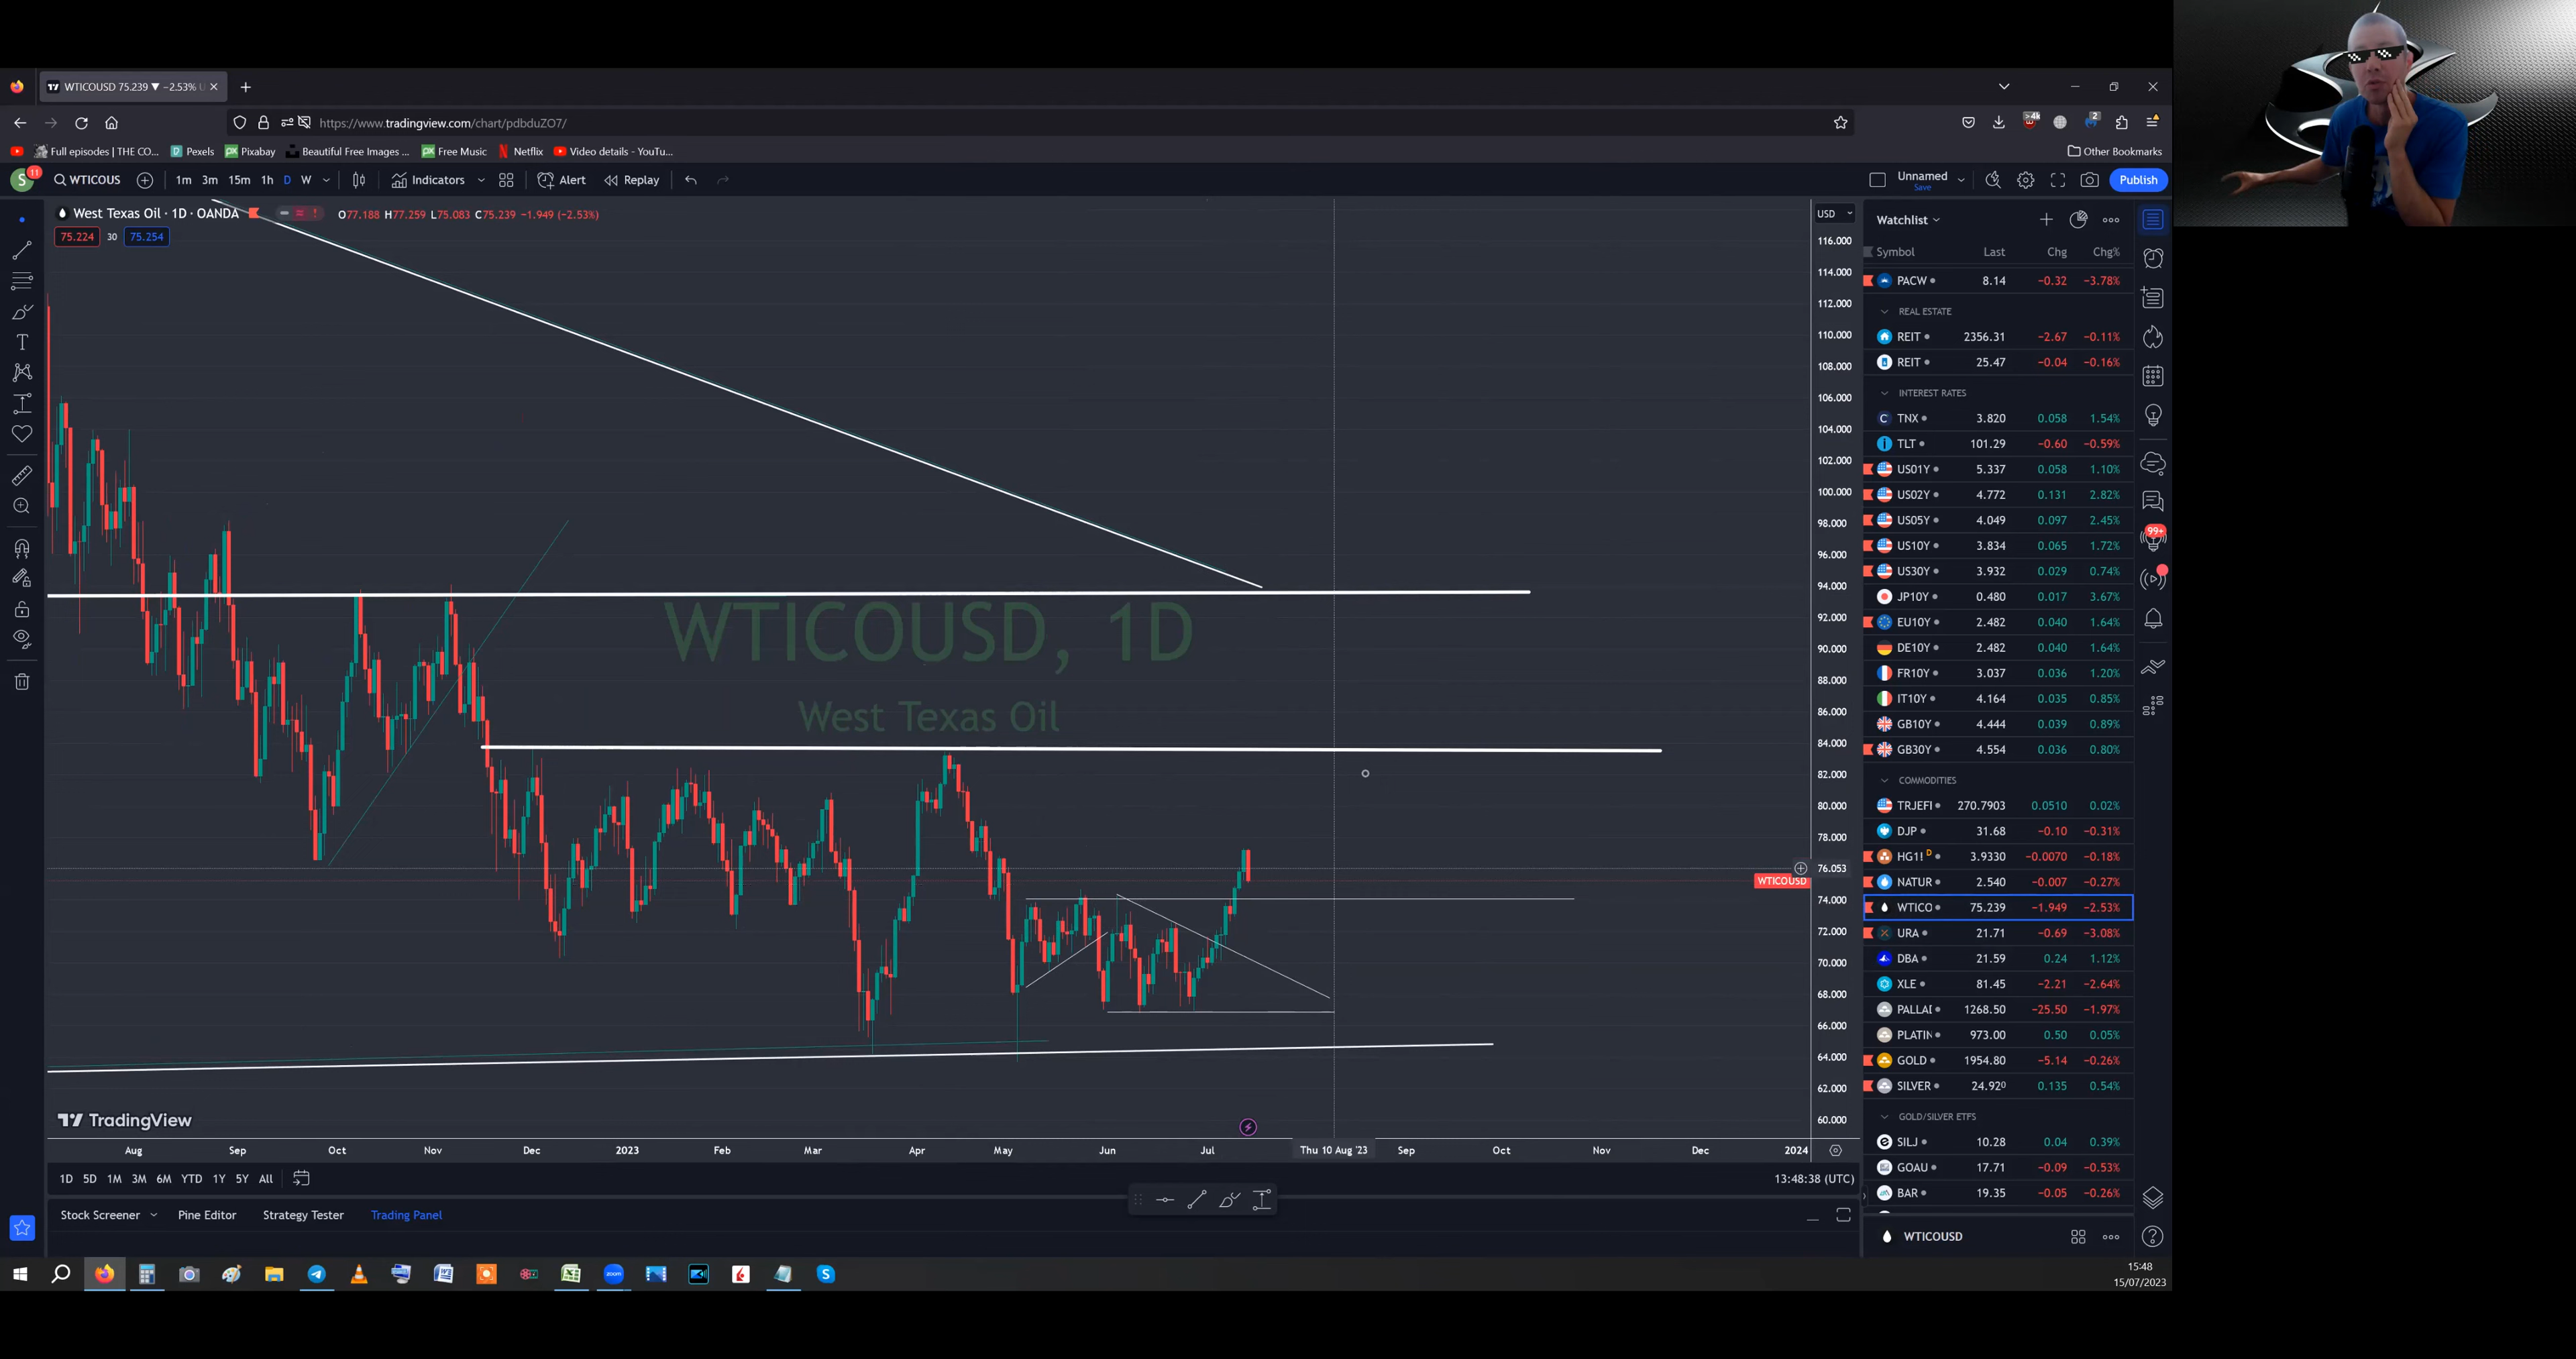 WTICOUSD 75.239 ▼ −2.53% U
https://www.tradingview.com/chart/pdbduZO7/
Full episodes | THE CO... Pexels Pixabay Beautiful Free Images ... Free Music Netflix Video details - YouTu... Other Bookmarks
S 11 WTICOUS 1m 3m 15m 1h D W Indicators Alert Replay Unnamed Save Publish
West Texas Oil · 1D · OANDA O77.188 H77.259 L75.083 C75.239 −1.949 (−2.53%)
75.224 30 75.254
USD
116.000
114.000
112.000
110.000
108.000
106.000
104.000
102.000
100.000
98.000
96.000
94.000
92.000
90.000
88.000
86.000
84.000
82.000
80.000
78.000
76.053
WTICOUSD
74.000
72.000
70.000
68.000
66.000
64.000
62.000
60.000
WTICOUSD, 1D
West Texas Oil
TradingView
Aug Sep Oct Nov Dec 2023 Feb Mar Apr May Jun Jul Thu 10 Aug '23 Sep Oct Nov Dec 2024
1D 5D 1M 3M 6M YTD 1Y 5Y All 13:48:38 (UTC)
Stock Screener Pine Editor Strategy Tester Trading Panel
Watchlist
Symbol Last Chg Chg%
PACW 8.14 −0.32 −3.78%
REAL ESTATE
REIT 2356.31 −2.67 −0.11%
REIT 25.47 −0.04 −0.16%
INTEREST RATES
TNX 3.820 0.058 1.54%
TLT 101.29 −0.60 −0.59%
US01Y 5.337 0.058 1.10%
US02Y 4.772 0.131 2.82%
US05Y 4.049 0.097 2.45%
US10Y 3.834 0.065 1.72%
US30Y 3.932 0.029 0.74%
JP10Y 0.480 0.017 3.67%
EU10Y 2.482 0.040 1.64%
DE10Y 2.482 0.040 1.64%
FR10Y 3.037 0.036 1.20%
IT10Y 4.164 0.035 0.85%
GB10Y 4.444 0.039 0.89%
GB30Y 4.554 0.036 0.80%
COMMODITIES
TRJEFI 270.7903 0.0510 0.02%
DJP 31.68 −0.10 −0.31%
HG1! D 3.9330 −0.0070 −0.18%
NATUR 2.540 −0.007 −0.27%
WTICO 75.239 −1.949 −2.53%
URA 21.71 −0.69 −3.08%
DBA 21.59 0.24 1.12%
XLE 81.45 −2.21 −2.64%
PALLAI 1268.50 −25.50 −1.97%
PLATIN 973.00 0.50 0.05%
GOLD 1954.80 −5.14 −0.26%
SILVER 24.920 0.135 0.54%
GOLD/SILVER ETFS
SILJ 10.28 0.04 0.39%
GOAU 17.71 −0.09 −0.53%
BAR 19.35 −0.05 −0.26%
WTICOUSD
99+
15:48
15/07/2023